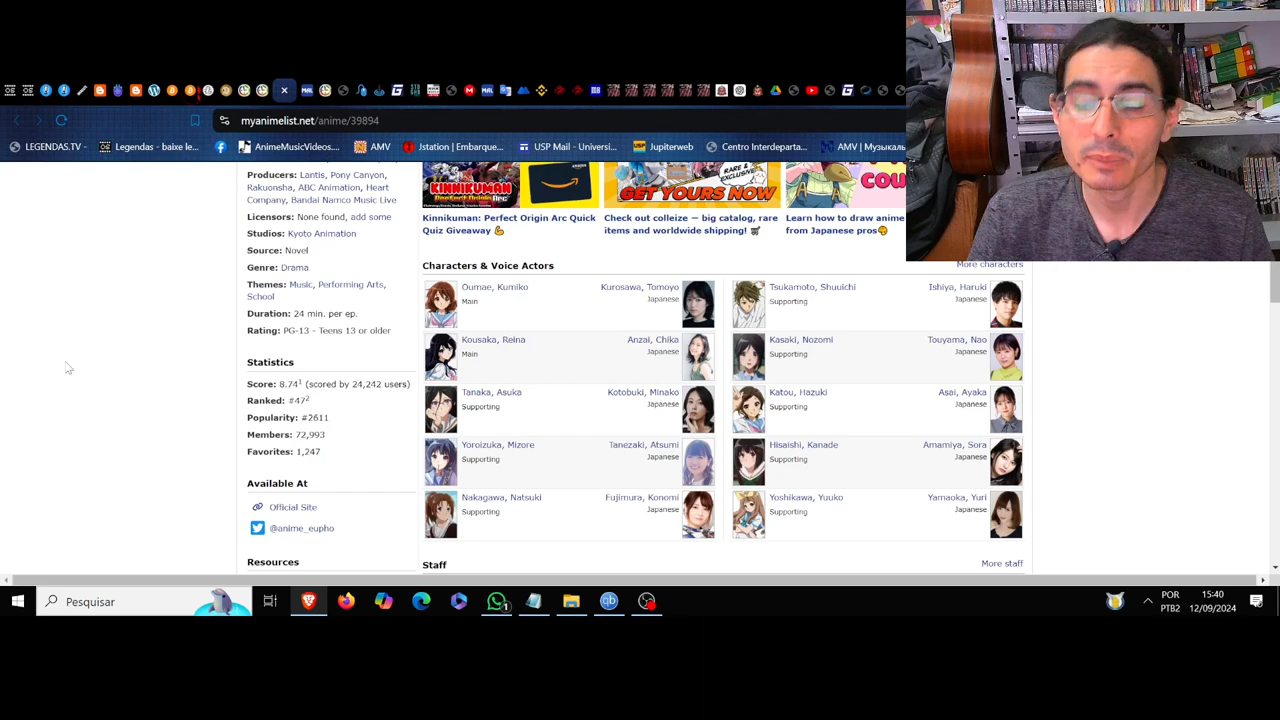 myanimelist.net/anime/39894
LEGENDAS.TV -
Legendas - baixe le...
AnimeMusicVideos...
AMV
Jstation | Embarque...
USP Mail - Universi...
Jupiterweb
Centro Interdeparta...
AMV | Музыкаль
Producers: Lantis, Pony Canyon,
Rakuonsha, ABC Animation, Heart
Company, Bandai Namco Music Live
Licensors: None found, add some
Studios: Kyoto Animation
Source: Novel
Genre: Drama
Themes: Music, Performing Arts,
School
Duration: 24 min. per ep.
Rating: PG-13 - Teens 13 or older
Statistics
Score: 8.74¹ (scored by 24,242 users)
Ranked: #47²
Popularity: #2611
Members: 72,993
Favorites: 1,247
Available At
Official Site
@anime_eupho
Resources
KINNIKUMAN
amazon
RARE &
EXCLUSIVE
GET YOURS NOW
COU
Kinnikuman: Perfect Origin Arc Quick
Quiz Giveaway 💪
Check out colleize — big catalog, rare
items and worldwide shipping!
Learn how to draw anime
from Japanese pros
Characters & Voice Actors
More characters
Oumae, Kumiko
Main
Kurosawa, Tomoyo
Japanese
Tsukamoto, Shuuichi
Supporting
Ishiya, Haruki
Japanese
Kousaka, Reina
Main
Anzai, Chika
Japanese
Kasaki, Nozomi
Supporting
Touyama, Nao
Japanese
Tanaka, Asuka
Supporting
Kotobuki, Minako
Japanese
Katou, Hazuki
Supporting
Asai, Ayaka
Japanese
Yoroizuka, Mizore
Supporting
Tanezaki, Atsumi
Japanese
Hisaishi, Kanade
Supporting
Amamiya, Sora
Japanese
Nakagawa, Natsuki
Supporting
Fujimura, Konomi
Japanese
Yoshikawa, Yuuko
Supporting
Yamaoka, Yuri
Japanese
Staff
More staff
Pesquisar
POR
PTB2
15:40
12/09/2024